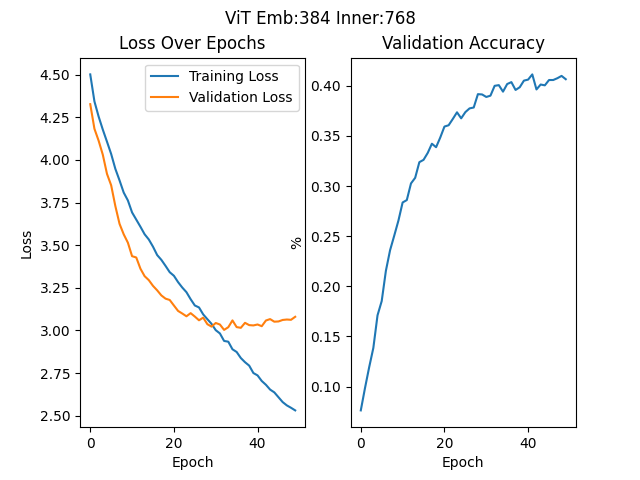 ViT Emb:384 Inner:768
Loss Over Epochs
Validation Accuracy
Training Loss
Validation Loss
4.50
4.25
4.00
3.75
3.50
3.25
3.00
2.75
2.50
Loss
0
20
40
Epoch
0.40
0.35
0.30
0.25
0.20
0.15
0.10
%
0
20
40
Epoch